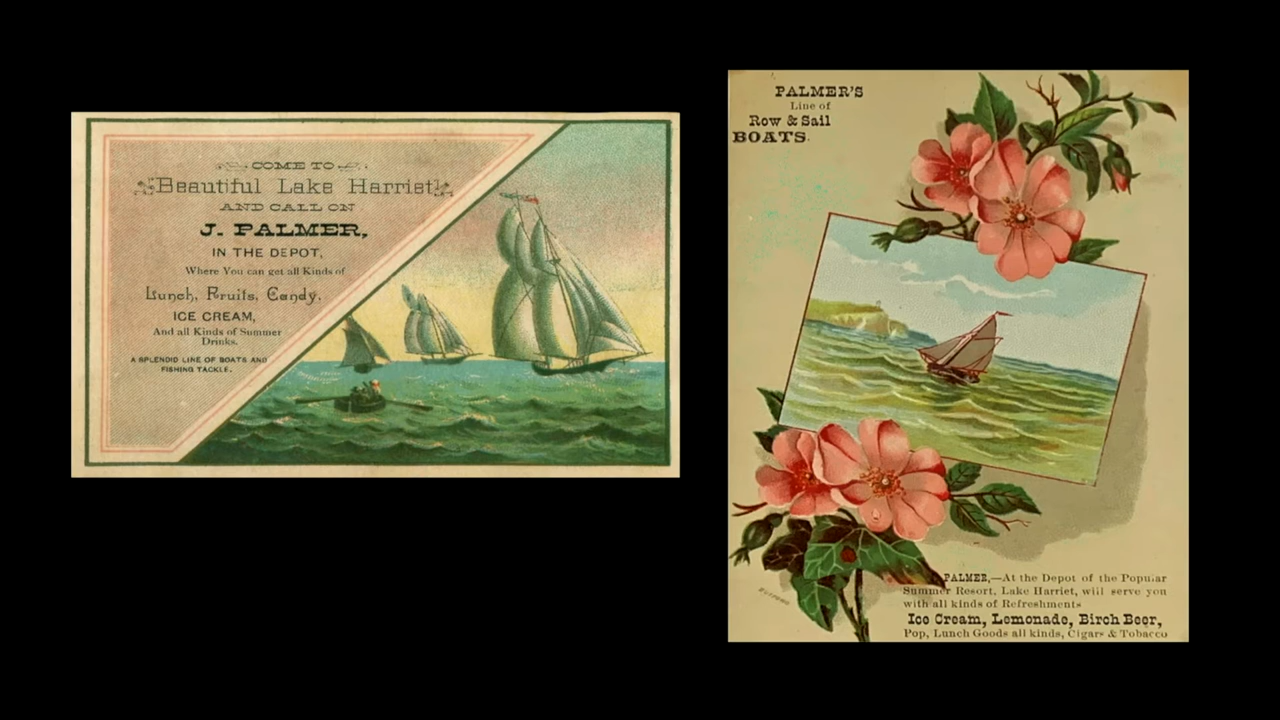 COME TO
Beautiful Lake Harriet,
AND CALL ON
J. PALMER,
IN THE DEPOT,
Where You can get all Kinds of
Lunch, Fruits, Candy,
ICE CREAM,
And all Kinds of Summer
Drinks.
A SPLENDID LINE OF BOATS AND
FISHING TACKLE.
PALMER'S
Line of
Row & Sail
BOATS.
PALMER,—At the Depot of the Popular
Summer Resort, Lake Harriet, will serve you
with all kinds of Refreshments
Ice Cream, Lemonade, Birch Beer,
Pop, Lunch Goods all kinds, Cigars & Tobacco